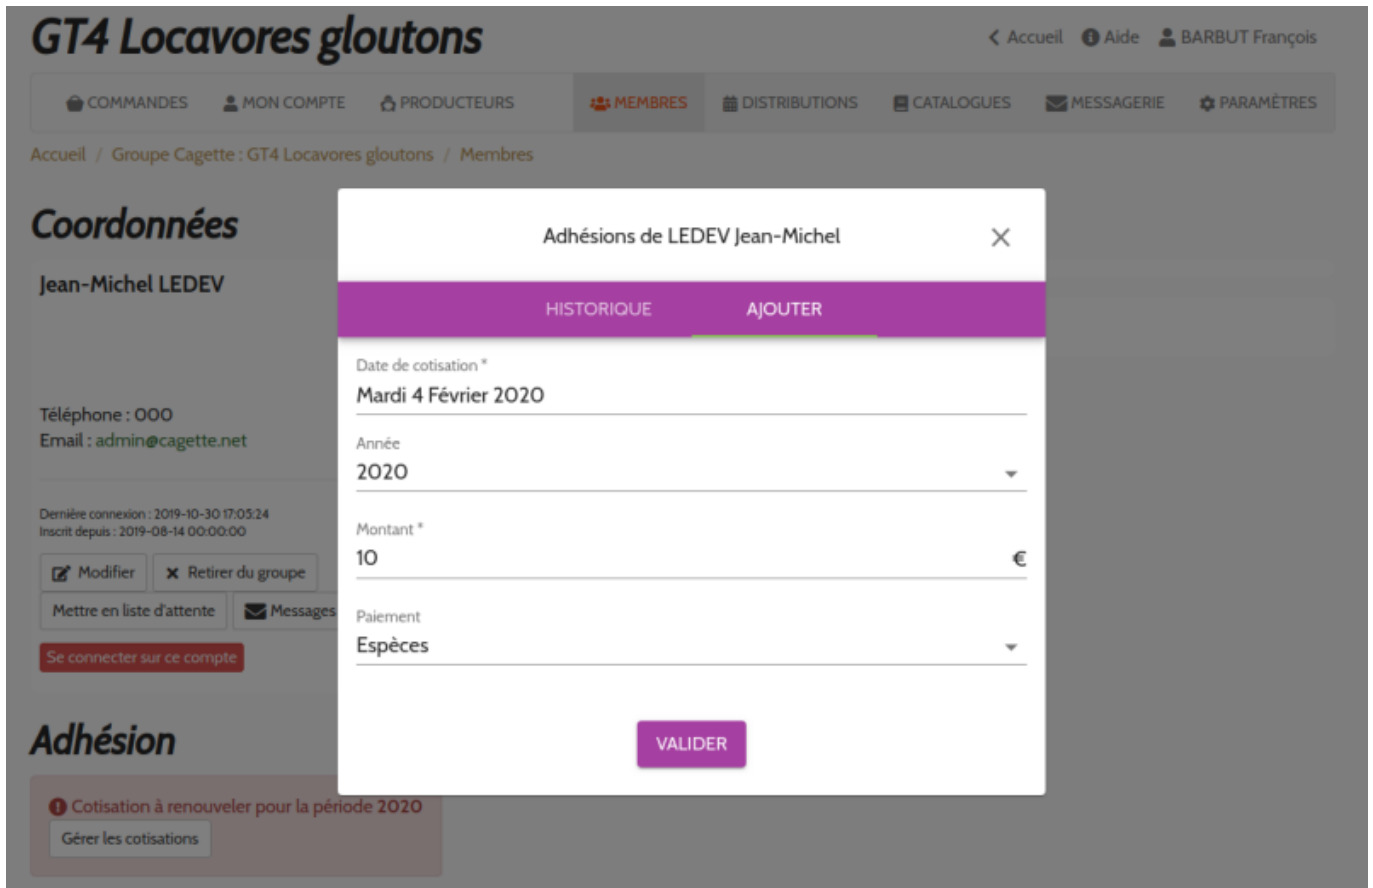 GT4 Locavores gloutons
Accueil Aide BARBUT François
COMMANDES MON COMPTE PRODUCTEURS MEMBRES DISTRIBUTIONS CATALOGUES MESSAGERIE PARAMÈTRES
Accueil / Groupe Cagette : GT4 Locavores gloutons / Membres
Coordonnées
Jean-Michel LEDEV
Téléphone : 000
Email : admin@cagette.net
Dernière connexion : 2019-10-30 17:05:24
Inscrit depuis : 2019-08-14 00:00:00
Modifier Retirer du groupe
Mettre en liste d'attente Messages
Se connecter sur ce compte
Adhésion
Cotisation à renouveler pour la période 2020
Gérer les cotisations
Adhésions de LEDEV Jean-Michel
HISTORIQUE AJOUTER
Date de cotisation *
Mardi 4 Février 2020
Année
2020
Montant *
10 €
Paiement
Espèces
VALIDER